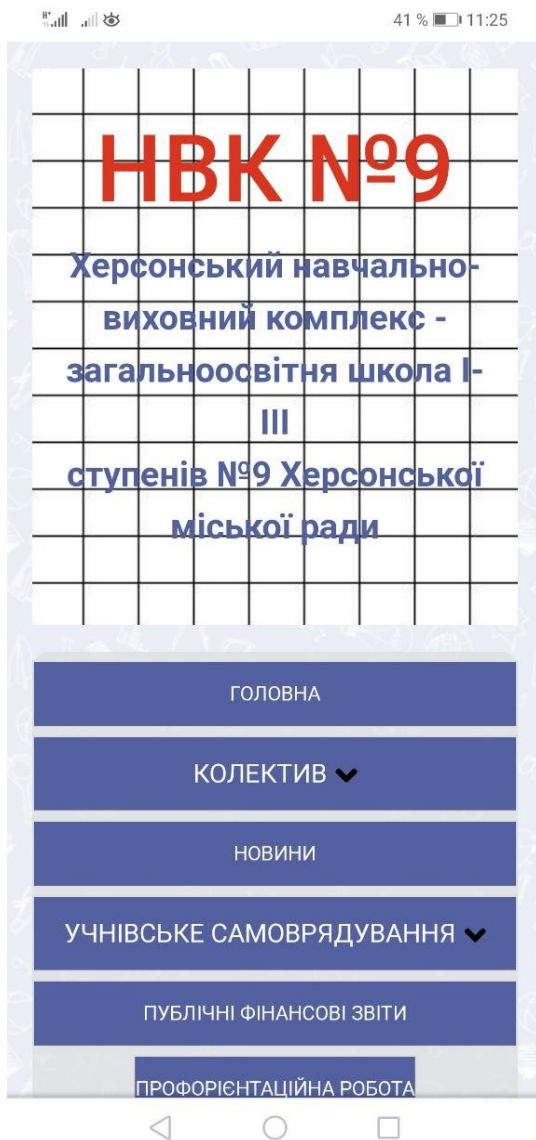 41 % 11:25
НВК №9
Херсонський навчально-
виховний комплекс -
загальноосвітня школа І-
ІІІ
ступенів №9 Херсонської
міської ради
ГОЛОВНА
КОЛЕКТИВ
НОВИНИ
УЧНІВСЬКЕ САМОВРЯДУВАННЯ
ПУБЛІЧНІ ФІНАНСОВІ ЗВІТИ
ПРОФОРІЄНТАЦІЙНА РОБОТА